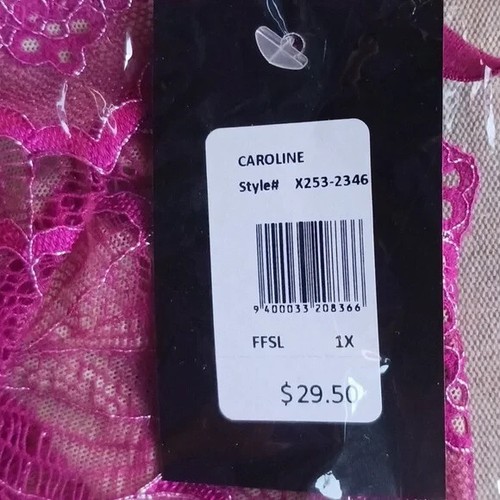 CAROLINE
Style# X253-2346
9 400033 208366
FFSL 1X
$29.50